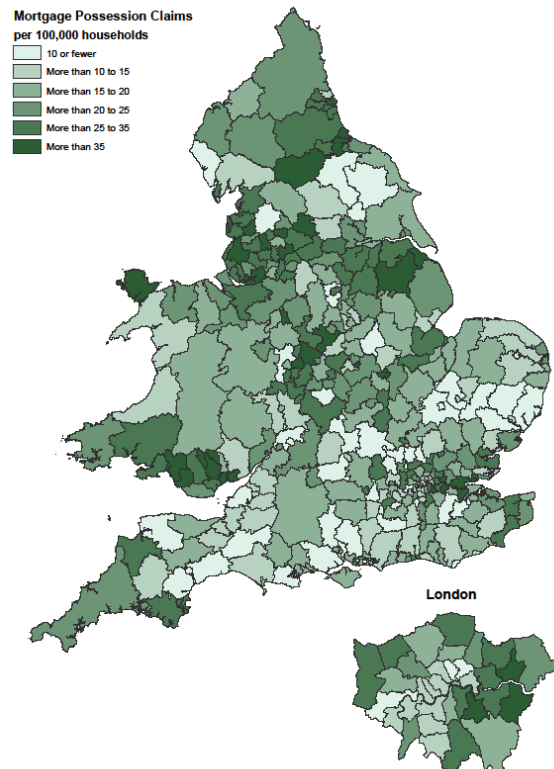 Mortgage Possession Claims
per 100,000 households
10 or fewer
More than 10 to 15
More than 15 to 20
More than 20 to 25
More than 25 to 35
More than 35
London